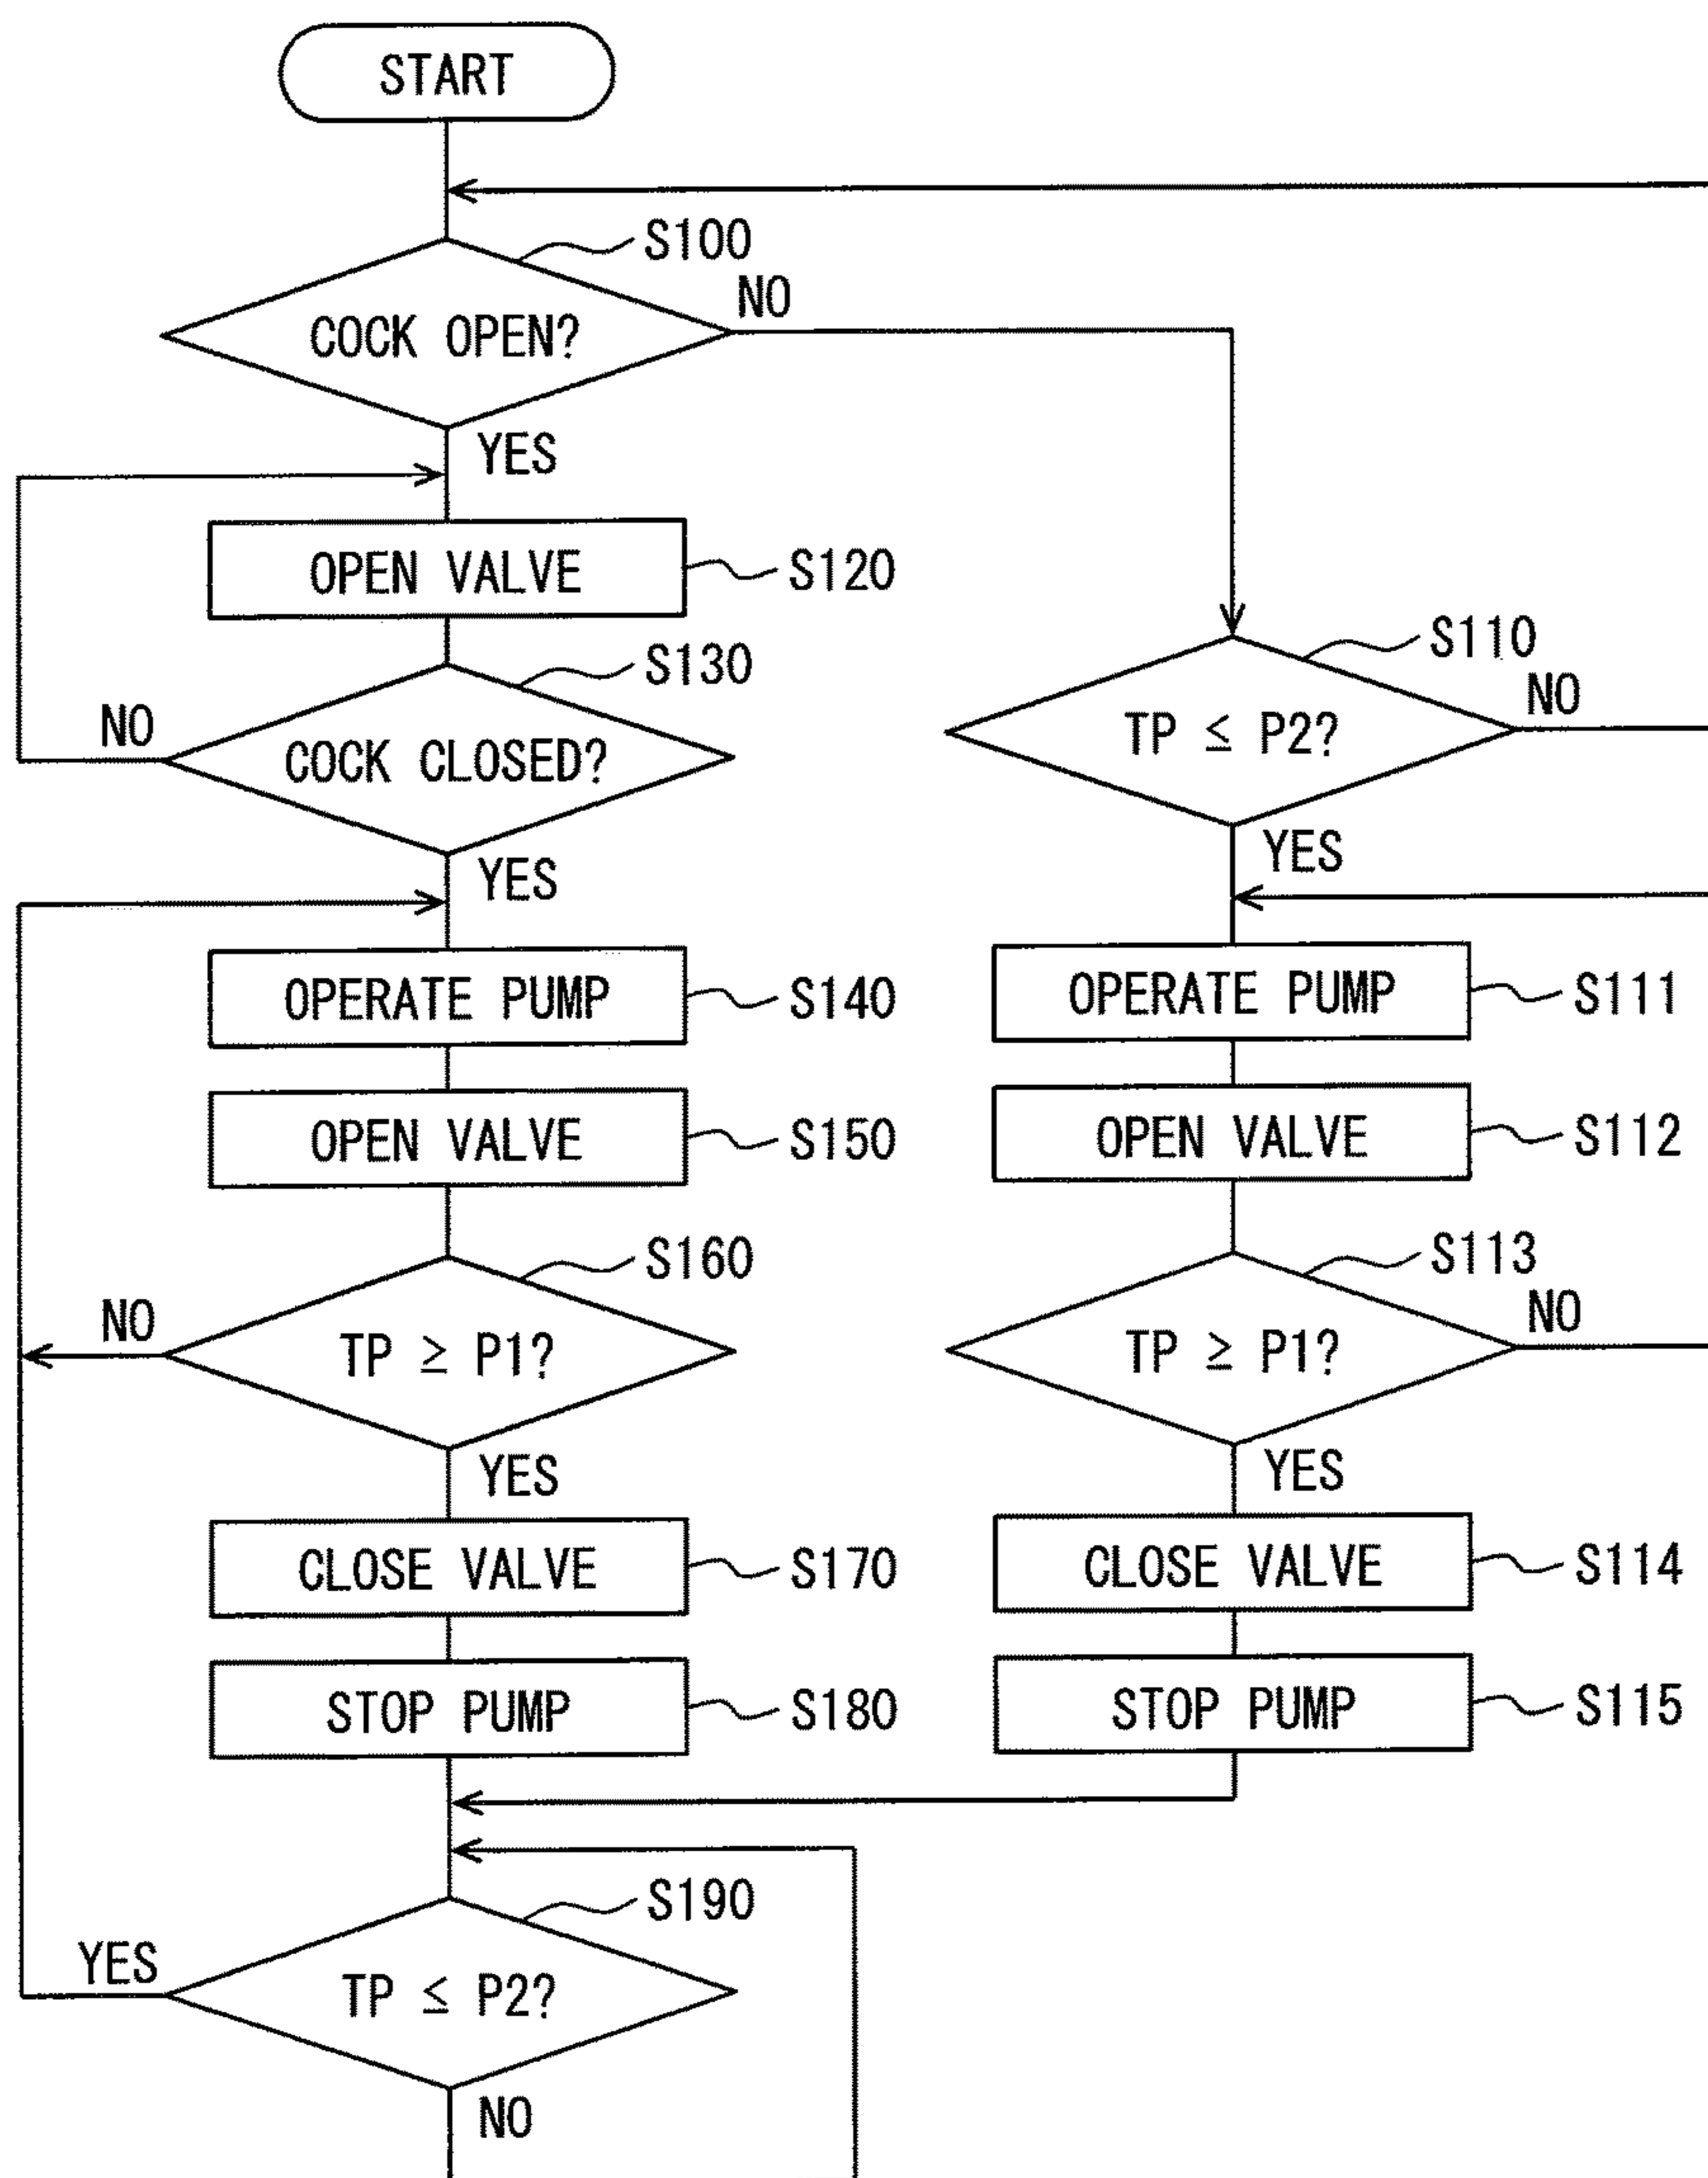 START
S100
COCK OPEN?
NO
YES
OPEN VALVE
S120
S130
COCK CLOSED?
NO
YES
OPERATE PUMP
S140
OPEN VALVE
S150
S160
TP ≥ P1?
NO
YES
CLOSE VALVE
S170
STOP PUMP
S180
S190
TP ≤ P2?
YES
NO
S110
TP ≤ P2?
NO
YES
OPERATE PUMP
S111
OPEN VALVE
S112
S113
TP ≥ P1?
NO
YES
CLOSE VALVE
S114
STOP PUMP
S115